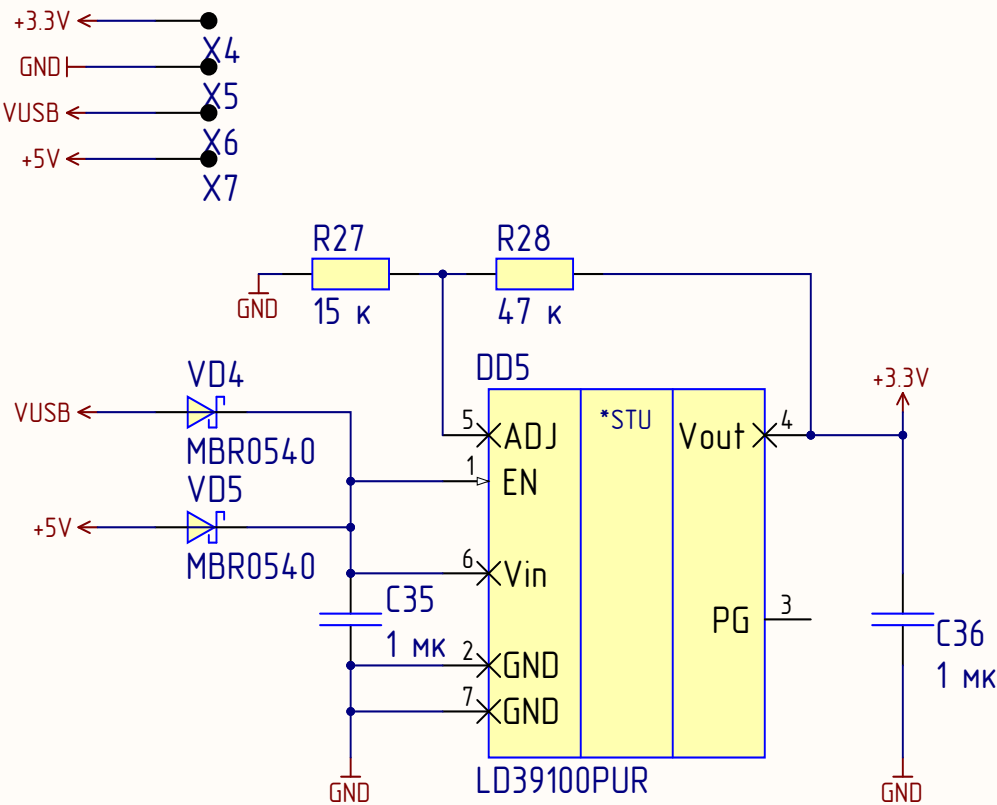 +3.3V
X4
GND
X5
VUSB
X6
+5V
X7
R27
R28
GND
15 к
47 к
VD4
DD5
+3.3V
VUSB
*STU
5
ADJ
Vout
4
MBR0540
1
EN
VD5
+5V
MBR0540
6
Vin
C35
1 мк
PG
3
C36
1 мк
2
GND
7
GND
GND
LD39100PUR
GND